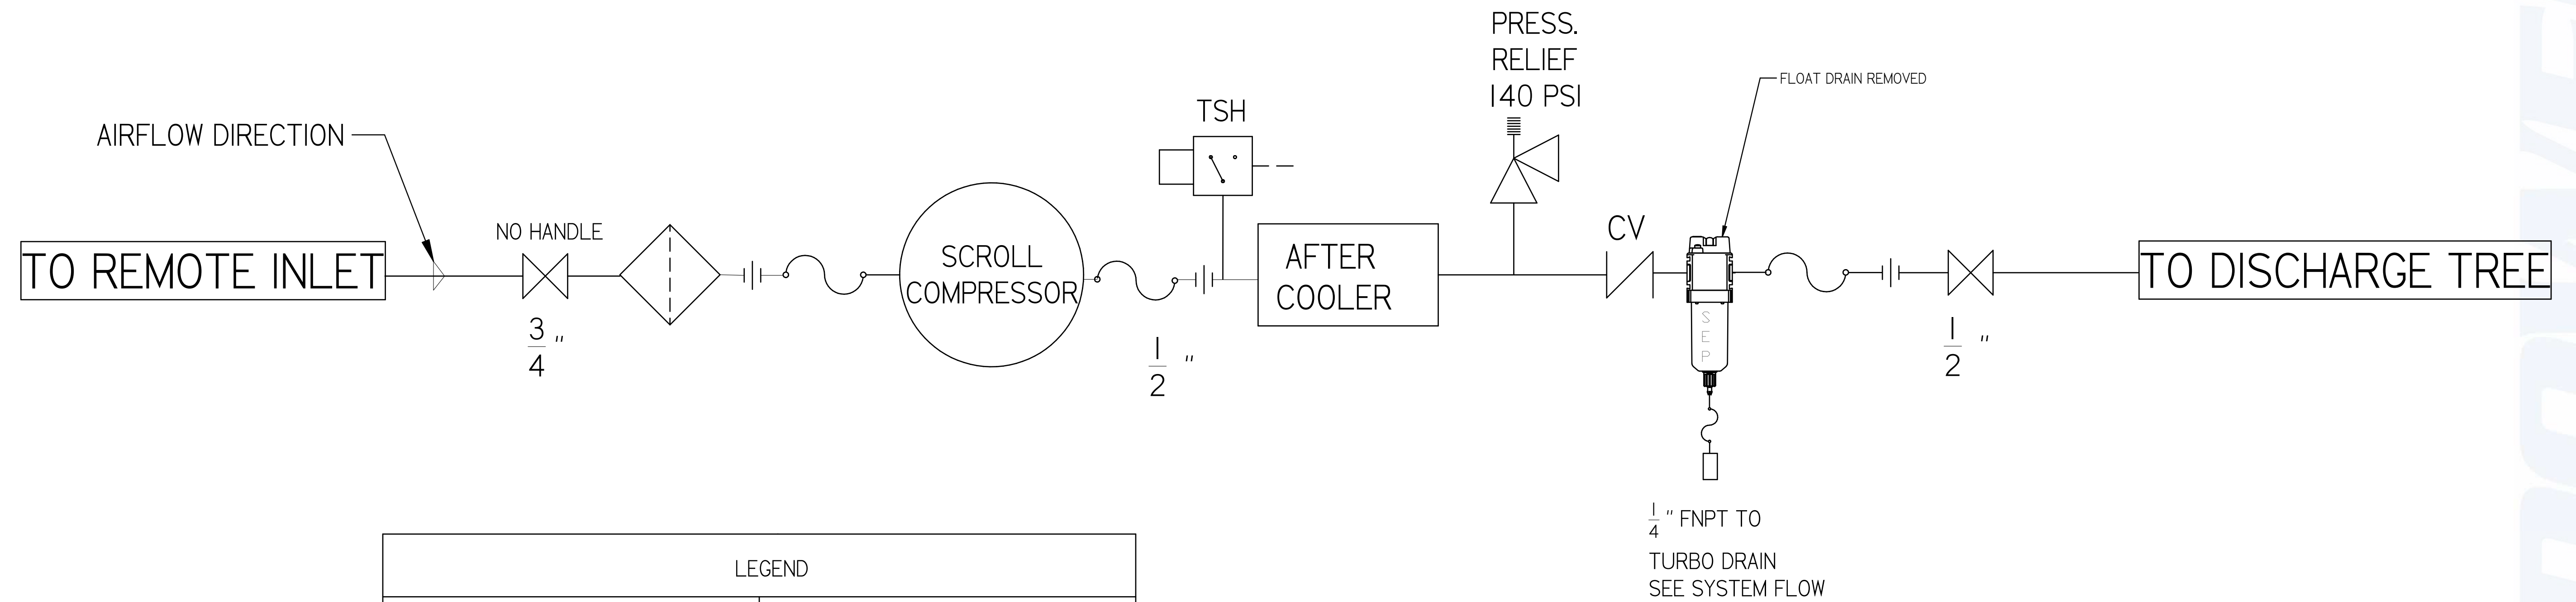 PRESS.
RELIEF
140 PSI
FLOAT DRAIN REMOVED
TSH
AIRFLOW DIRECTION
NO HANDLE
CV
TO REMOTE INLET
SCROLL
COMPRESSOR
AFTER
COOLER
TO DISCHARGE TREE
S
E
P
3/4 "
1/2 "
1/2 "
1/4 " FNPT TO
TURBO DRAIN
SEE SYSTEM FLOW
LEGEND